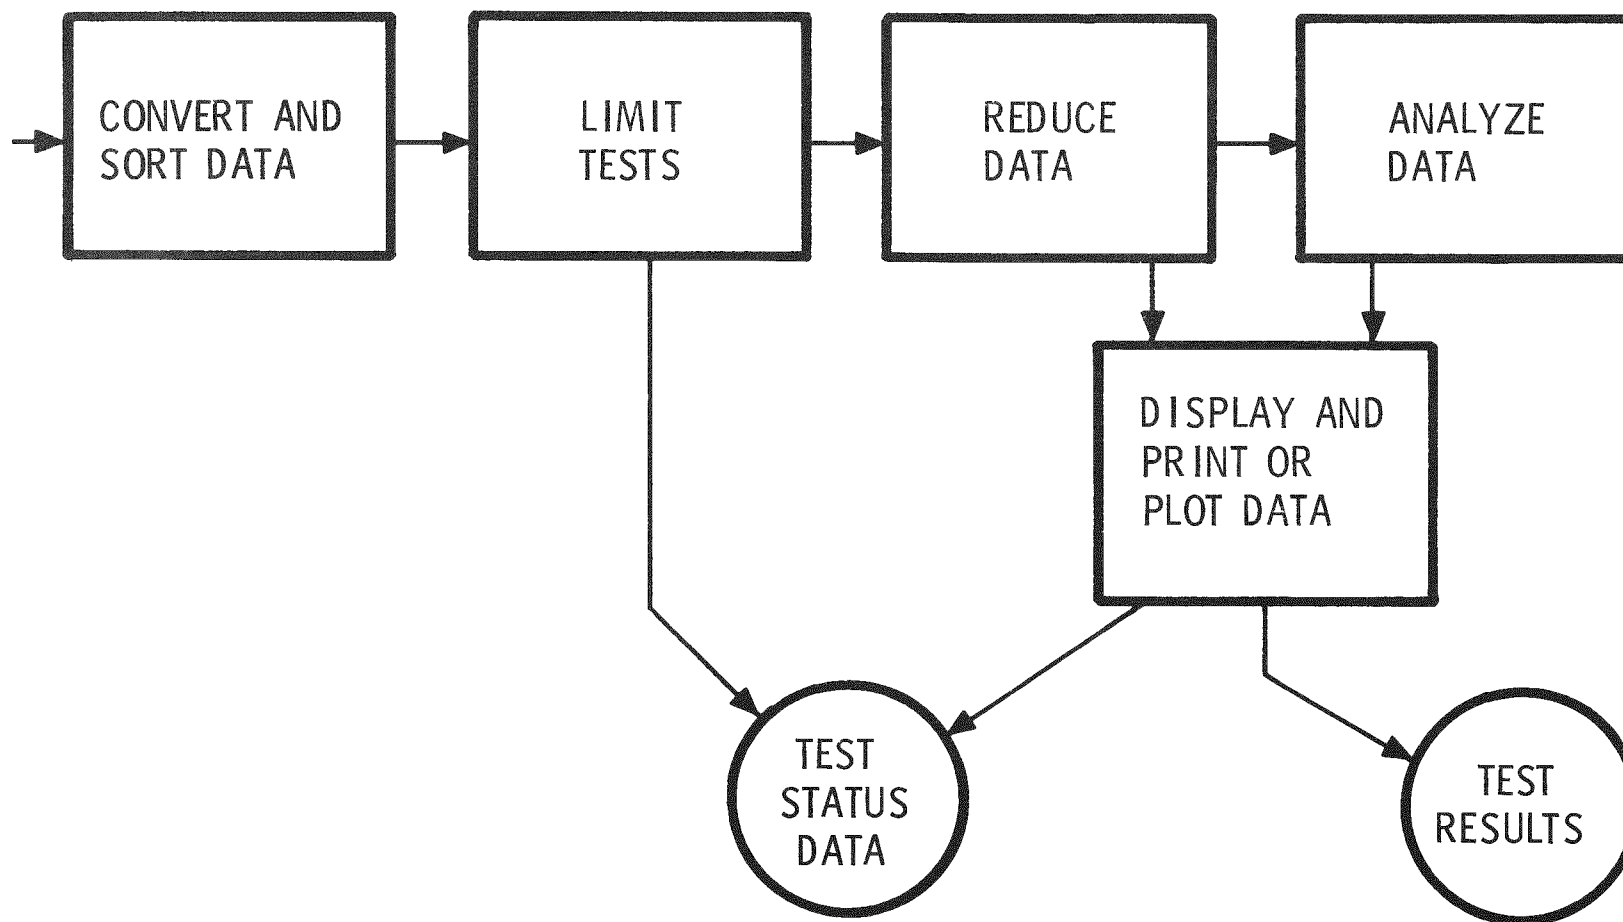 CONVERT AND
SORT DATA
LIMIT
TESTS
REDUCE
DATA
ANALYZE
DATA
DISPLAY AND
PRINT OR
PLOT DATA
TEST
STATUS
DATA
TEST
RESULTS